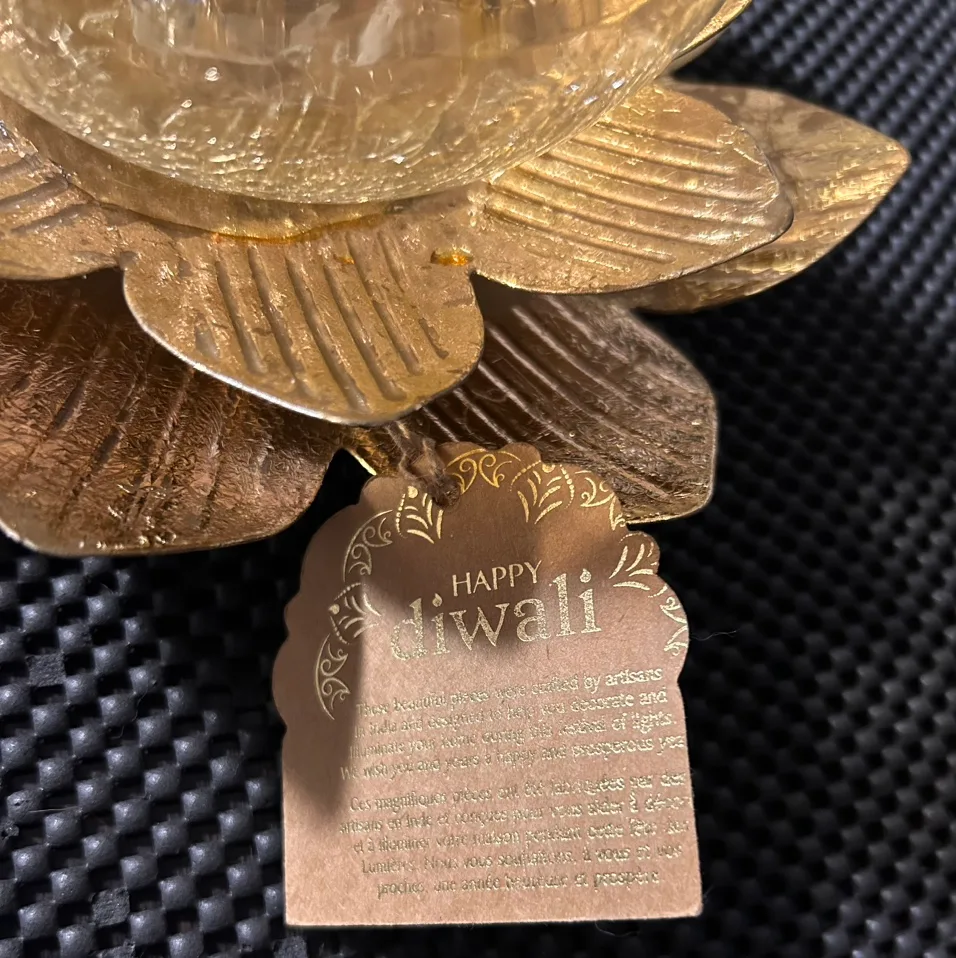 HAPPY
diwali
These beautiful pieces were crafted by artisans
in India and designed to help you decorate and
illuminate your home during this festival of lights.
We wish you and yours a happy and prosperous
Ces magnifiques pièces ont été fabriquées par des
artisans en Inde et conçues pour vous aider à
et à illuminer votre maison pendant cette
Lumières. Nous vous souhaitons, à vous et vos
proches, une année heureuse et prospère.